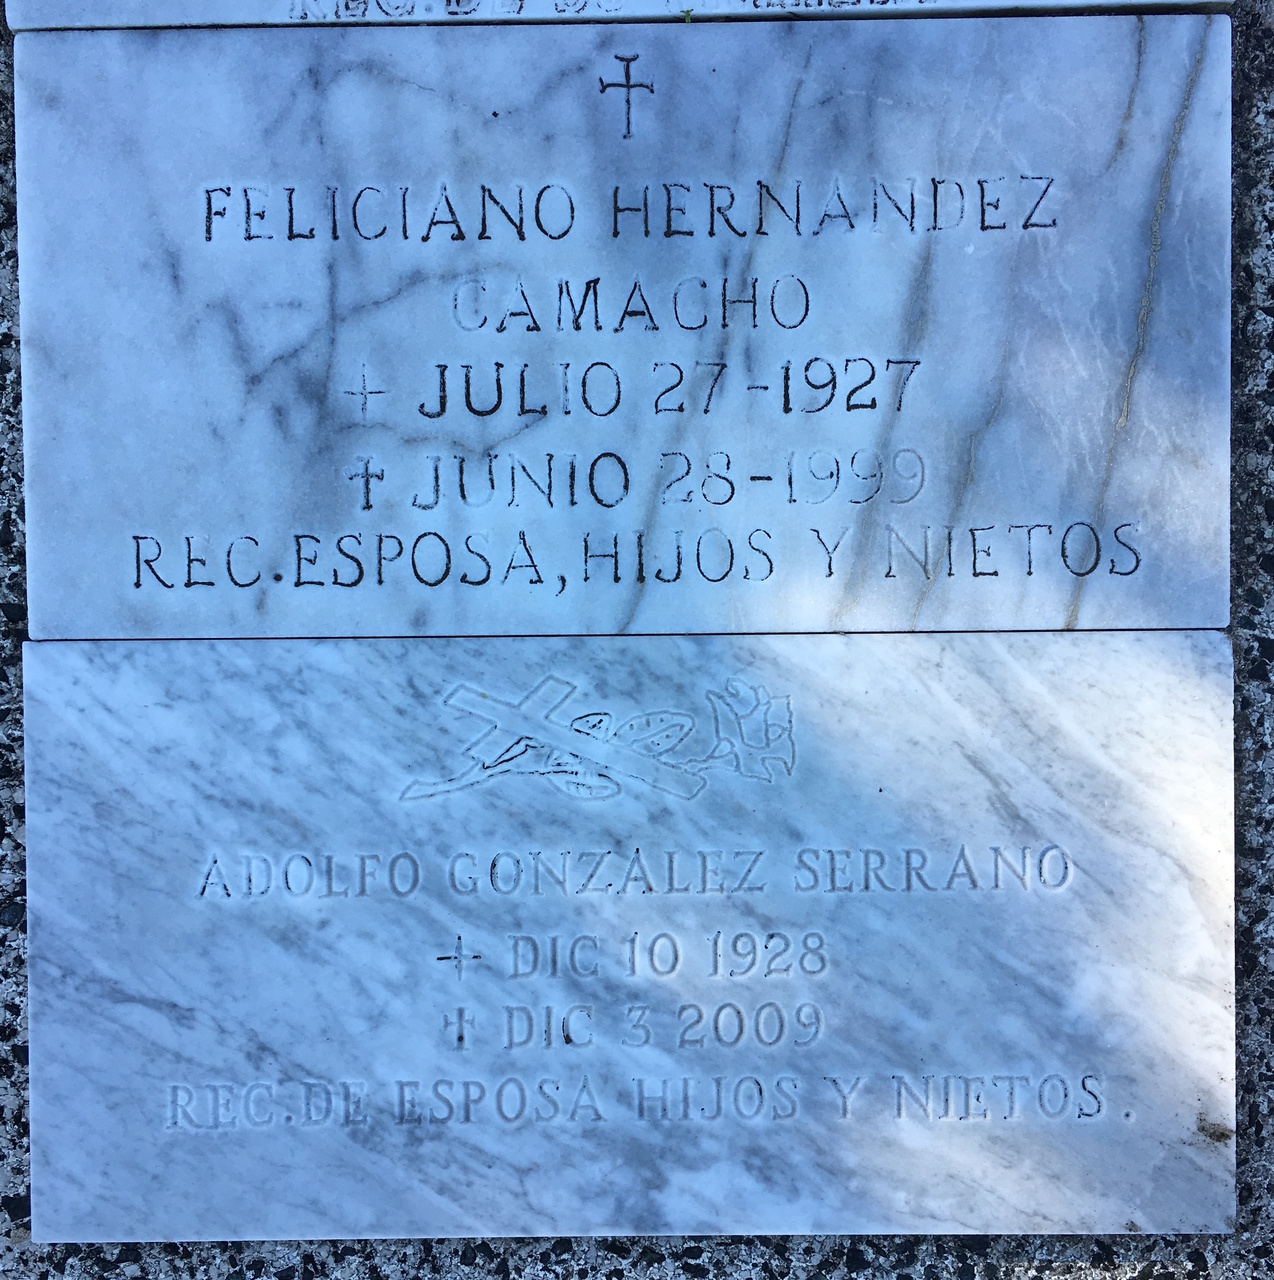 FELICIANO HERNANDEZ
CAMACHO
+ JULIO 27-1927
✝ JUNIO 28-1999
REC.ESPOSA, HIJOS Y NIETOS
ADOLFO GONZALEZ SERRANO
+ DIC 10 1928
✝ DIC 3 2009
REC.DE ESPOSA HIJOS Y NIETOS.